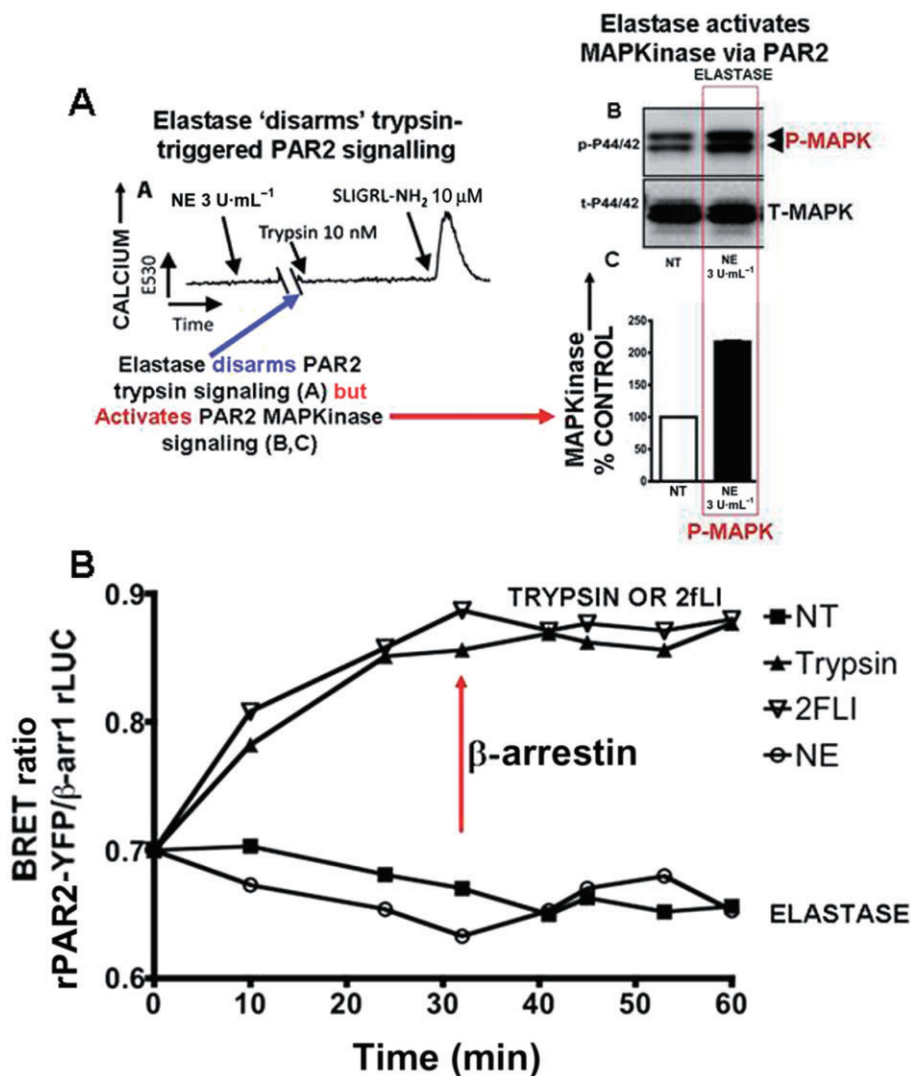 Elastase activates
MAPKinase via PAR2
ELASTASE
A
Elastase ‘disarms’ trypsin-
triggered PAR2 signalling
A
NE 3 U·mL⁻¹
Trypsin 10 nM
SLIGRL-NH₂ 10 µM
CALCIUM
E530
Time
Elastase disarms PAR2
trypsin signaling (A) but
Activates PAR2 MAPKinase
signaling (B,C)
B
p-P44/42
P-MAPK
t-P44/42
T-MAPK
NT
NE
3 U·mL⁻¹
C
MAPKinase
% CONTROL
250
200
150
100
50
0
NT
NE
3 U·mL⁻¹
P-MAPK
B
BRET ratio
rPAR2-YFP/β-arr1 rLUC
0.9
0.8
0.7
0.6
TRYPSIN OR 2fLI
β-arrestin
ELASTASE
NT
Trypsin
2FLI
NE
0 10 20 30 40 50 60
Time (min)